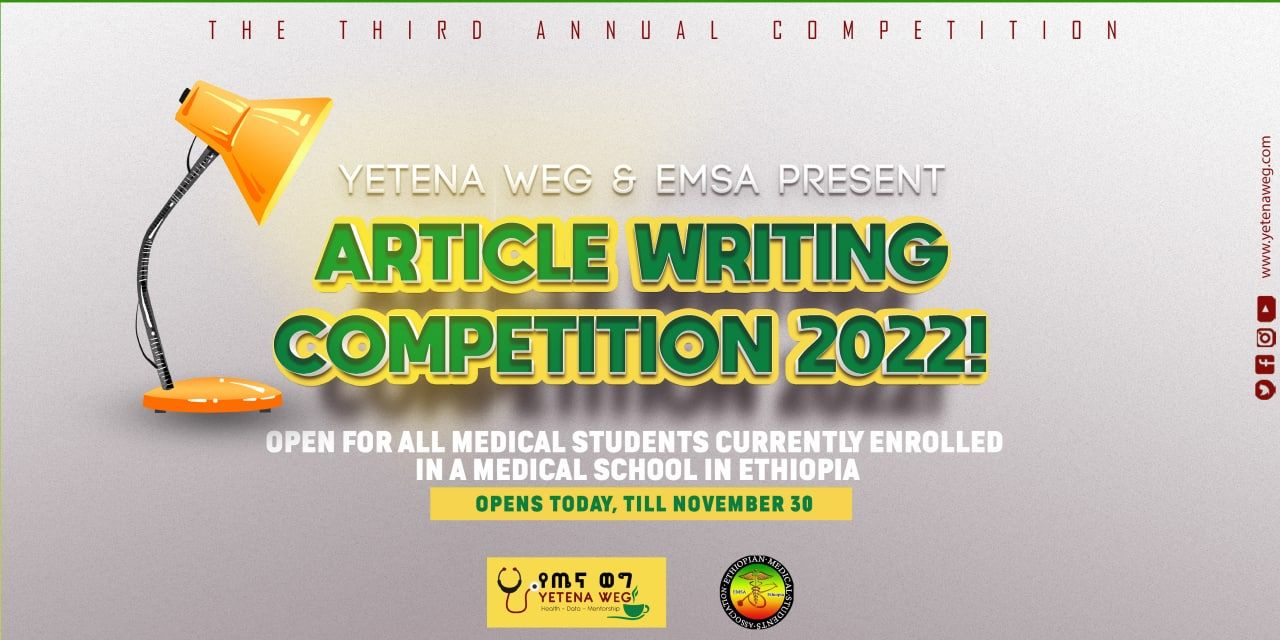 THE THIRD ANNUAL COMPETITION
YETENA WEG & EMSA PRESENT
ARTICLE WRITING
COMPETITION 2022!
OPEN FOR ALL MEDICAL STUDENTS CURRENTLY ENROLLED
IN A MEDICAL SCHOOL IN ETHIOPIA
OPENS TODAY, TILL NOVEMBER 30
www.yetenaweg.com
የጤና ወግ
YETENA WEG
Health - Data - Mentorship
ETHIOPIAN MEDICAL STUDENTS' ASSOCIATION
EMSA Ethiopia